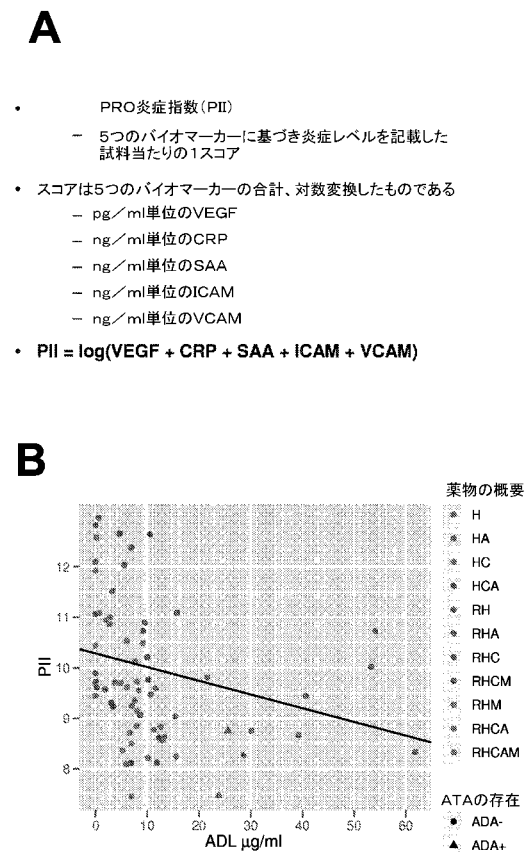 A
• PRO炎症指数(PII)
– 5つのバイオマーカーに基づき炎症レベルを記載した
試料当たりの1スコア
• スコアは5つのバイオマーカーの合計、対数変換したものである
– pg/ml単位のVEGF
– ng/ml単位のCRP
– ng/ml単位のSAA
– ng/ml単位のICAM
– ng/ml単位のVCAM
• PII = log(VEGF + CRP + SAA + ICAM + VCAM)
B
薬物の概要
H
HA
HC
HCA
RH
RHA
RHC
RHCM
RHM
RHCA
RHCAM
ATAの存在
ADA-
ADA+
PII
12
11
10
9
8
0 10 20 30 40 50 60
ADL μg/ml